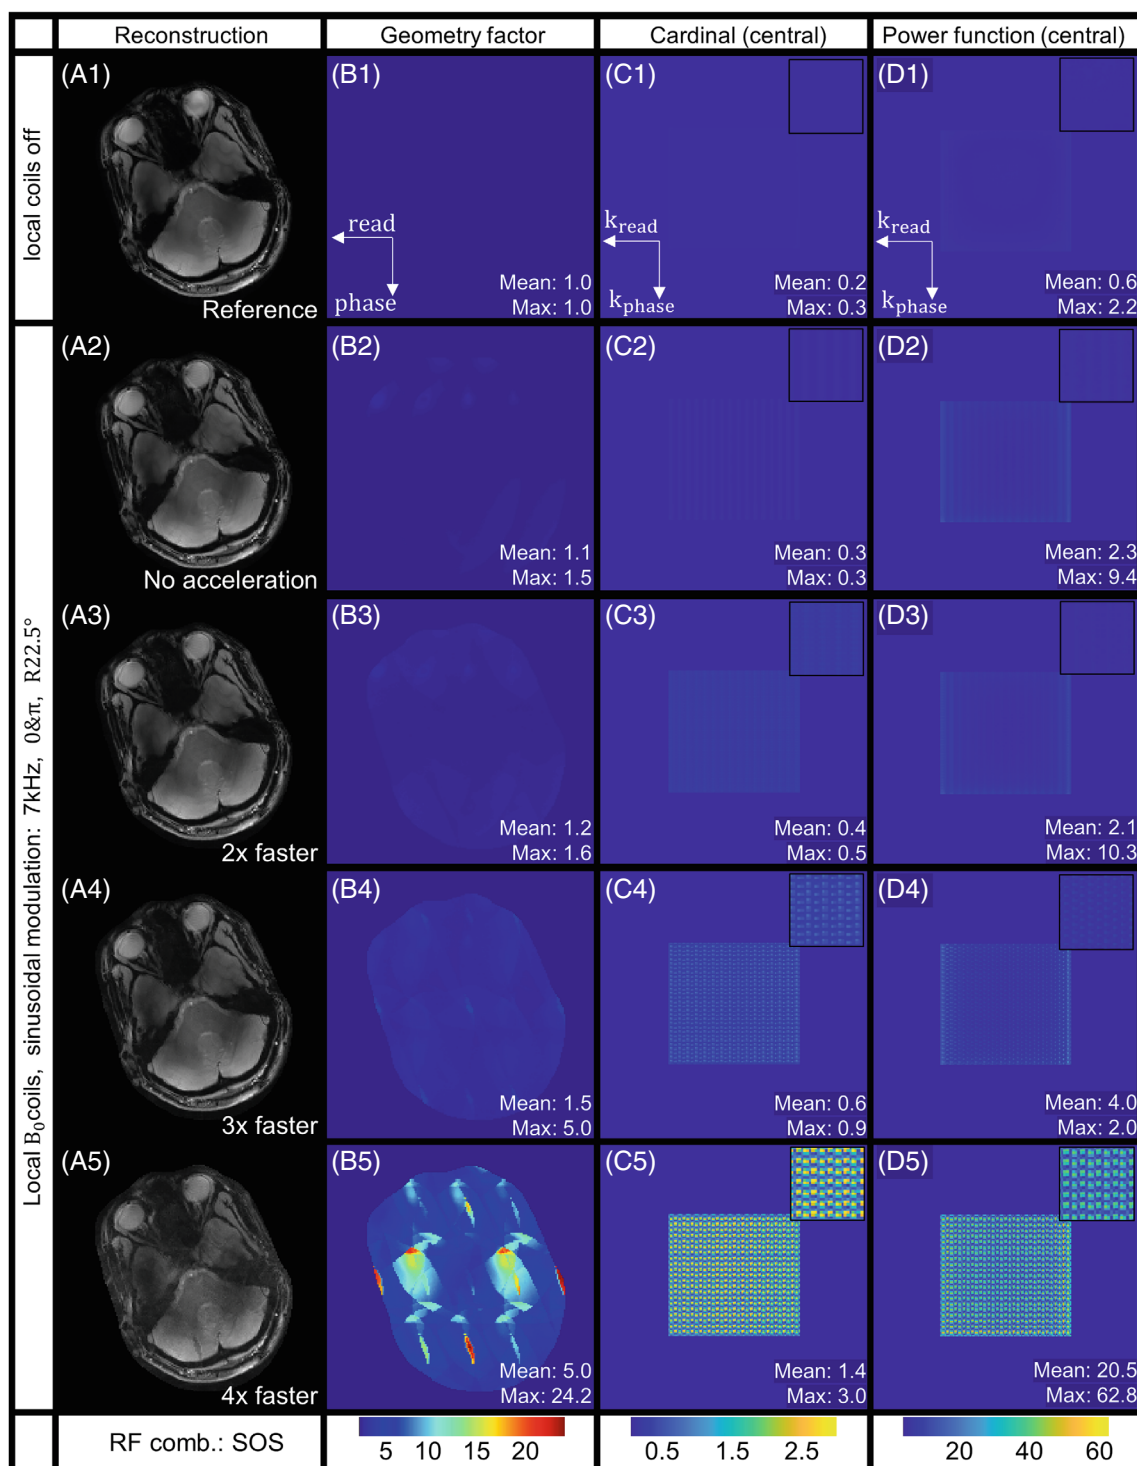 Reconstruction
Geometry factor
Cardinal (central)
Power function (central)
local coils off
(A1)
Reference
(B1)
read
phase
Mean: 1.0
Max: 1.0
(C1)
k_read
k_phase
Mean: 0.2
Max: 0.3
(D1)
k_read
k_phase
Mean: 0.6
Max: 2.2
Local B₀coils, sinusoidal modulation: 7kHz, 0&π, R22.5°
(A2)
No acceleration
(B2)
Mean: 1.1
Max: 1.5
(C2)
Mean: 0.3
Max: 0.3
(D2)
Mean: 2.3
Max: 9.4
(A3)
2x faster
(B3)
Mean: 1.2
Max: 1.6
(C3)
Mean: 0.4
Max: 0.5
(D3)
Mean: 2.1
Max: 10.3
(A4)
3x faster
(B4)
Mean: 1.5
Max: 5.0
(C4)
Mean: 0.6
Max: 0.9
(D4)
Mean: 4.0
Max: 2.0
(A5)
4x faster
(B5)
Mean: 5.0
Max: 24.2
(C5)
Mean: 1.4
Max: 3.0
(D5)
Mean: 20.5
Max: 62.8
RF comb.: SOS
5 10 15 20
0.5 1.5 2.5
20 40 60